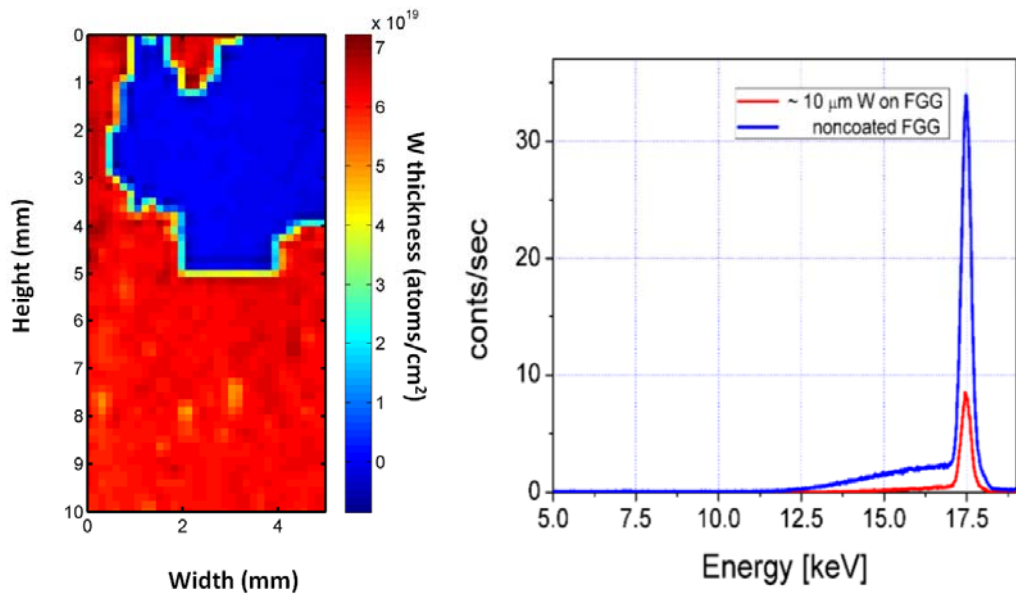 x 10¹⁹
0
1
2
3
4
5
6
7
8
9
10
Height (mm)
0
2
4
Width (mm)
7
6
5
4
3
2
1
0
W thickness (atoms/cm²)
~ 10 μm W on FGG
noncoated FGG
30
20
10
0
conts/sec
5.0 7.5 10.0 12.5 15.0 17.5
Energy [keV]